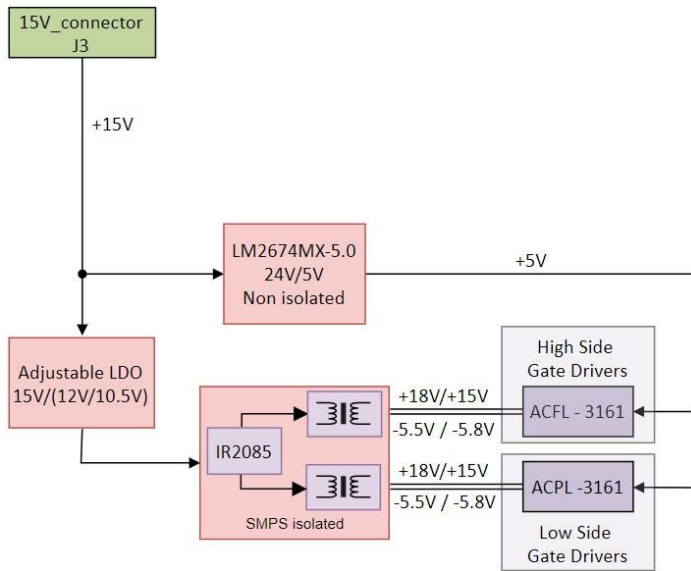 15V_connector
J3
+15V
LM2674MX-5.0
24V/5V
Non isolated
+5V
Adjustable LDO
15V/(12V/10.5V)
High Side
Gate Drivers
+18V/+15V
ACFL - 3161
-5.5V / -5.8V
IR2085
+18V/+15V
ACPL -3161
-5.5V / -5.8V
SMPS isolated
Low Side
Gate Drivers